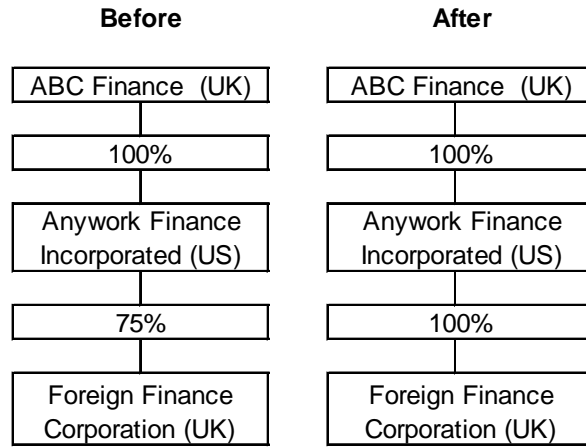 Before
After
ABC Finance (UK)
ABC Finance (UK)
100%
100%
Anywork Finance
Incorporated (US)
Anywork Finance
Incorporated (US)
75%
100%
Foreign Finance
Corporation (UK)
Foreign Finance
Corporation (UK)